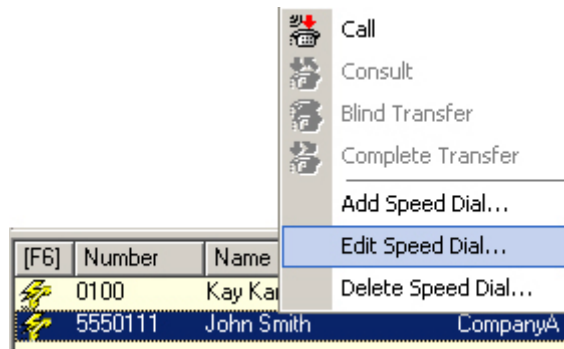 Call
Consult
Blind Transfer
Complete Transfer
Add Speed Dial...
Edit Speed Dial...
Delete Speed Dial...
[F6] Number Name
0100 Kay
5550111 John Smith CompanyA